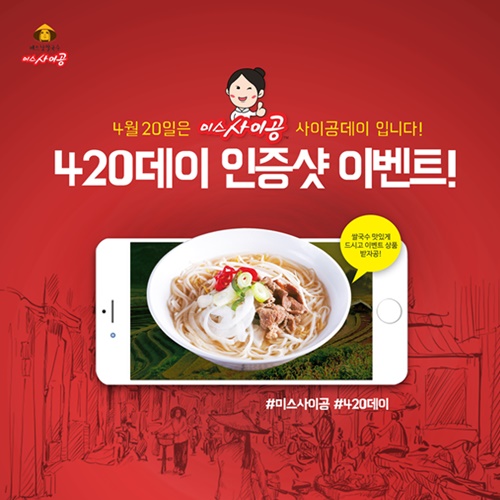 미스사이공
4월 20일은 미스사이공 사이공데이 입니다!
420데이 인증샷 이벤트!
쌀국수 맛있게
드시고 이벤트 상품
받자공!
#미스사이공 #420데이